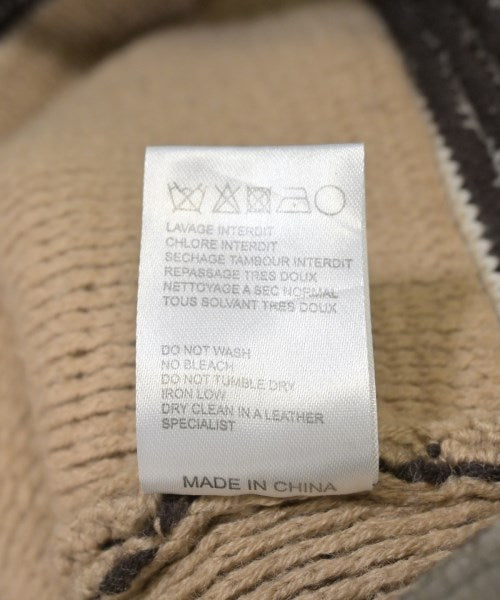 LAVAGE INTERDIT
CHLORE INTERDIT
SECHAGE TAMBOUR INTERDIT
REPASSAGE TRES DOUX
NETTOYAGE A SEC NORMAL
TOUS SOLVANT TRES DOUX
DO NOT WASH
NO BLEACH
DO NOT TUMBLE DRY
IRON LOW
DRY CLEAN IN A LEATHER
SPECIALIST
MADE IN CHINA